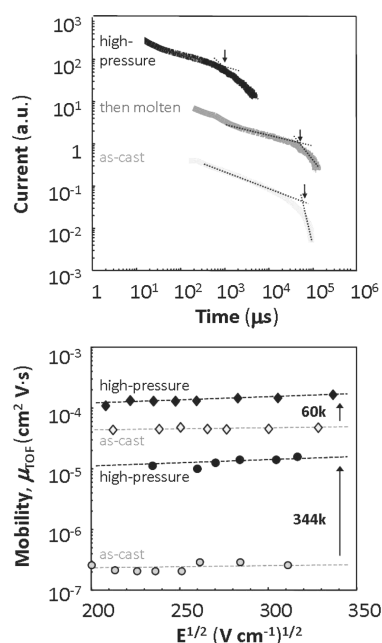 10³
high-pressure
10²
10¹
then molten
1
as-cast
10⁻¹
10⁻²
10⁻³
Current (a.u.)
1 10¹ 10² 10³ 10⁴ 10⁵ 10⁶
Time (μs)
10⁻³
high-pressure
60k
10⁻⁴
as-cast
10⁻⁵
high-pressure
344k
10⁻⁶
as-cast
10⁻⁷
Mobility, μTOF (cm² V·s)
200 250 300 350
E¹/² (V cm⁻¹)¹/²